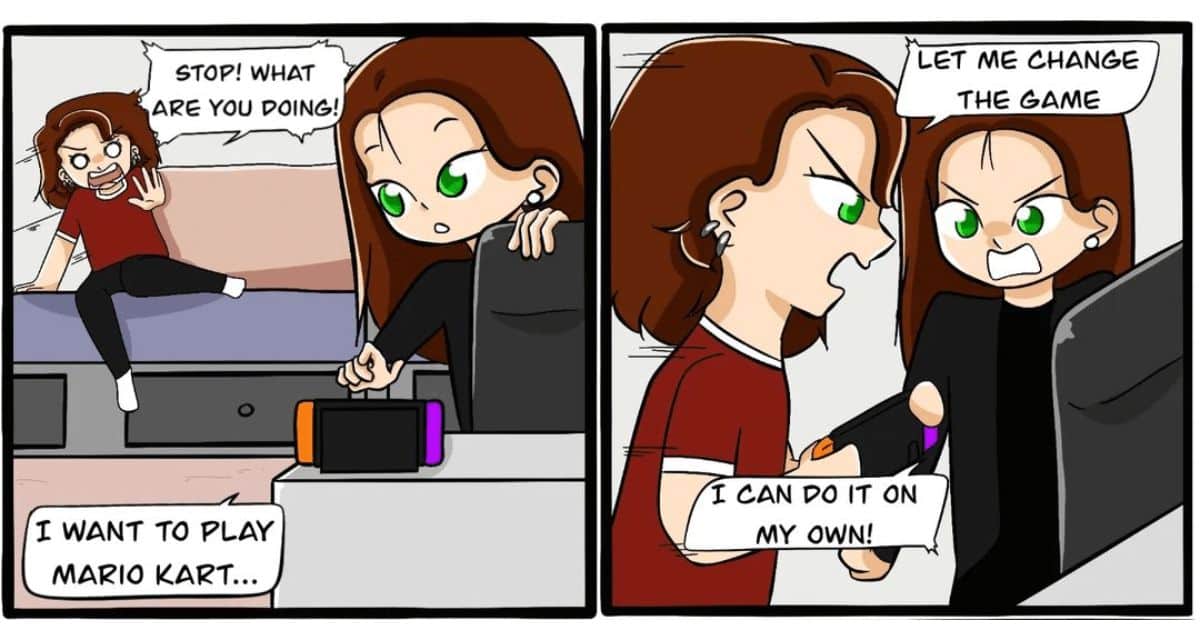 STOP! WHAT
ARE YOU DOING!
I WANT TO PLAY
MARIO KART...
LET ME CHANGE
THE GAME
I CAN DO IT ON
MY OWN!